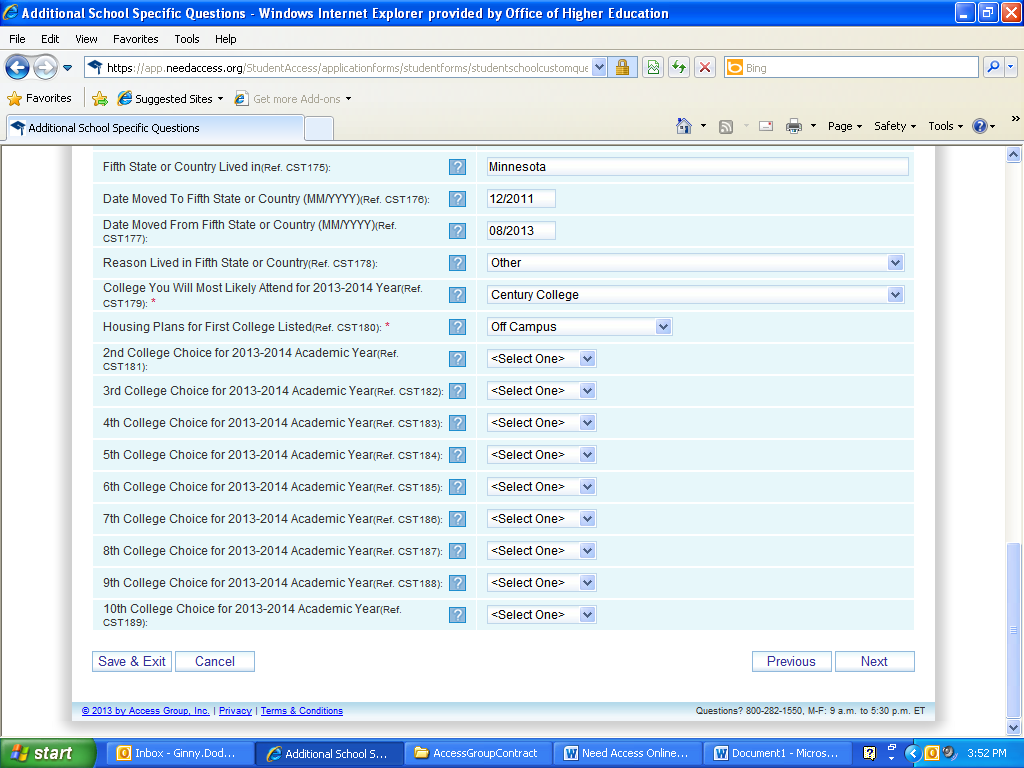 Additional School Specific Questions - Windows Internet Explorer provided by Office of Higher Education
File Edit View Favorites Tools Help
https://app.needaccess.org/StudentAccess/applicationforms/studentforms/studentschoolcustomque
Bing
Favorites Suggested Sites Get more Add-ons
Additional School Specific Questions
Page Safety Tools »
Fifth State or Country Lived in(Ref. CST175): ? Minnesota
Date Moved To Fifth State or Country (MM/YYYY)(Ref. CST176): ? 12/2011
Date Moved From Fifth State or Country (MM/YYYY)(Ref.
CST177): ? 08/2013
Reason Lived in Fifth State or Country(Ref. CST178): ? Other
College You Will Most Likely Attend for 2013-2014 Year(Ref.
CST179): * ? Century College
Housing Plans for First College Listed(Ref. CST180): * ? Off Campus
2nd College Choice for 2013-2014 Academic Year(Ref.
CST181): ? <Select One>
3rd College Choice for 2013-2014 Academic Year(Ref. CST182): ? <Select One>
4th College Choice for 2013-2014 Academic Year(Ref. CST183): ? <Select One>
5th College Choice for 2013-2014 Academic Year(Ref. CST184): ? <Select One>
6th College Choice for 2013-2014 Academic Year(Ref. CST185): ? <Select One>
7th College Choice for 2013-2014 Academic Year(Ref. CST186): ? <Select One>
8th College Choice for 2013-2014 Academic Year(Ref. CST187): ? <Select One>
9th College Choice for 2013-2014 Academic Year(Ref. CST188): ? <Select One>
10th College Choice for 2013-2014 Academic Year(Ref.
CST189): ? <Select One>
Save & Exit Cancel Previous Next
© 2013 by Access Group, Inc. | Privacy | Terms & Conditions Questions? 800-282-1550, M-F: 9 a.m. to 5:30 p.m. ET
start Inbox - Ginny.Dod... Additional School S... AccessGroupContract Need Access Online... Document1 - Micros... 3:52 PM